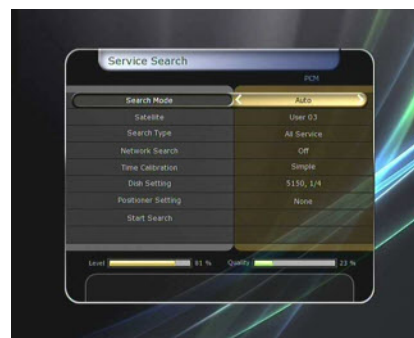 Service Search
PCM
Search Mode Auto
Satellite User 03
Search Type All Service
Network Search Off
Time Calibration Simple
Dish Setting 5150, 1/4
Positioner Setting None
Start Search
Level 81 % Quality 23 %